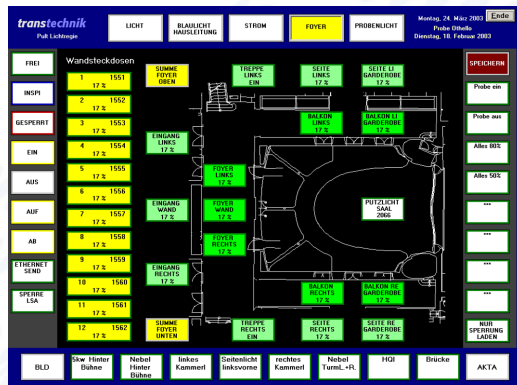 transtechnik
Pult Lichtregie
LICHT
BLAULICHT
HAUSLEITUNG
STROM
FOYER
PROBENLICHT
Montag, 24. März 2003
Probe Othello
Dienstag, 18. Februar 2003
Ende
FREI
INSPI
GESPERRT
EIN
AUS
AUF
AB
ETHERNET
SEND
SPERRE
LSA
Wandsteckdosen
1 1551
17 %
2 1552
17 %
3 1553
17 %
4 1554
17 %
5 1555
17 %
6 1556
17 %
7 1557
17 %
8 1558
17 %
9 1559
17 %
10 1560
17 %
11 1561
17 %
12 1562
17 %
SUMME
FOYER
OBEN
TREPPE
LINKS
EIN
SEITE
LINKS
17 %
SEITE LI
GARDEROBE
17 %
BALKON
LINKS
17 %
BALKON LI
GARDEROBE
17 %
EINGANG
LINKS
17 %
FOYER
LINKS
17 %
EINGANG
WAND
17 %
FOYER
WAND
17 %
PUTZLICHT
SAAL
2066
FOYER
RECHTS
17 %
EINGANG
RECHTS
17 %
BALKON
RECHTS
17 %
BALKON RE
GARDEROBE
17 %
SUMME
FOYER
UNTEN
TREPPE
RECHTS
EIN
SEITE
RECHTS
17 %
SEITE RE
GARDEROBE
17 %
SPEICHERN
Probe ein
Probe aus
Alles 80%
Alles 50%
***
***
***
***
NUR
SPERRUNG
LADEN
BLD
5kw Hinter
Bühne
Nebel
Hinter
Bühne
linkes
Kammerl
Seitenlicht
linksvorne
rechtes
Kammerl
Nebel
TurmL.+R.
HQI
Brücke
AKTA